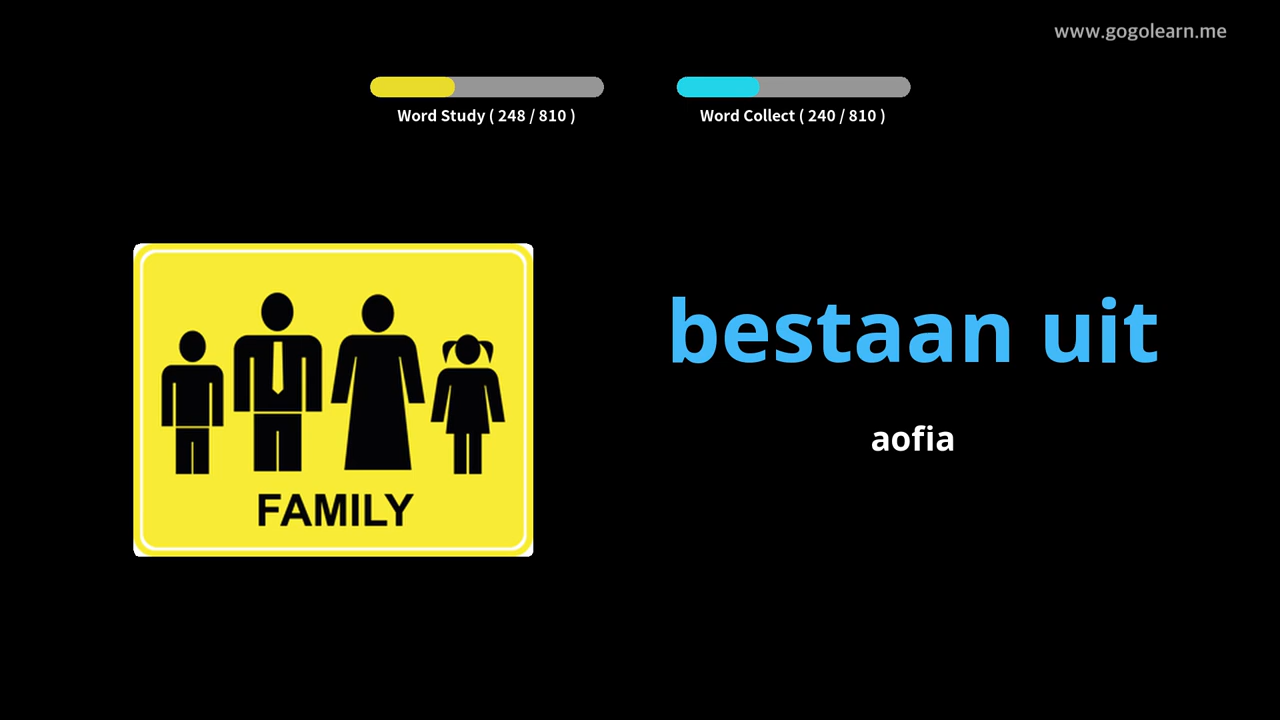 www.gogolearn.me
Word Study ( 248 / 810 )
Word Collect ( 240 / 810 )
FAMILY
bestaan uit
aofia